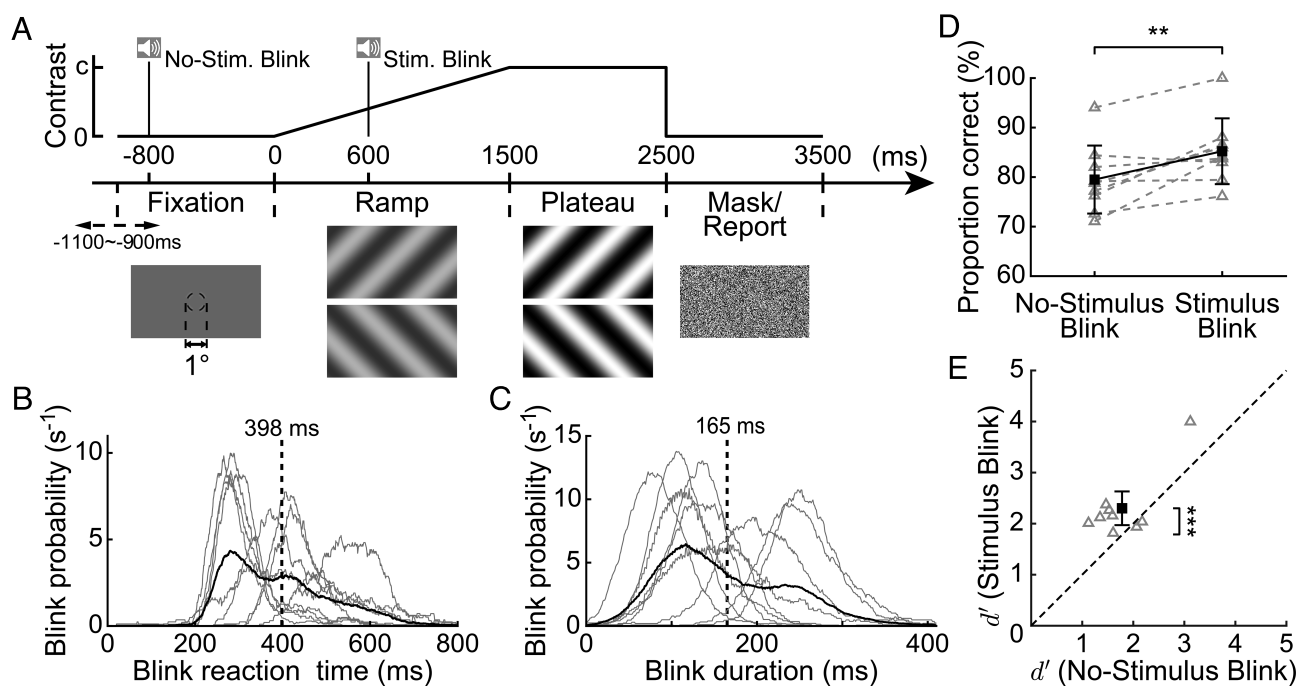 A
Contrast
c
0
No-Stim. Blink
Stim. Blink
-800 0 600 1500 2500 3500 (ms)
Fixation Ramp Plateau Mask/
Report
-1100~-900ms
1°
B
Blink probability (s-1)
10
5
0
398 ms
0 200 400 600 800
Blink reaction time (ms)
C
Blink probability (s-1)
15
10
5
0
165 ms
0 200 400
Blink duration (ms)
D
**
Proportion correct (%)
100
90
80
70
60
No-Stimulus
Blink
Stimulus
Blink
E
d′ (Stimulus Blink)
5
4
3
2
1
0
***
1 2 3 4 5
d′ (No-Stimulus Blink)